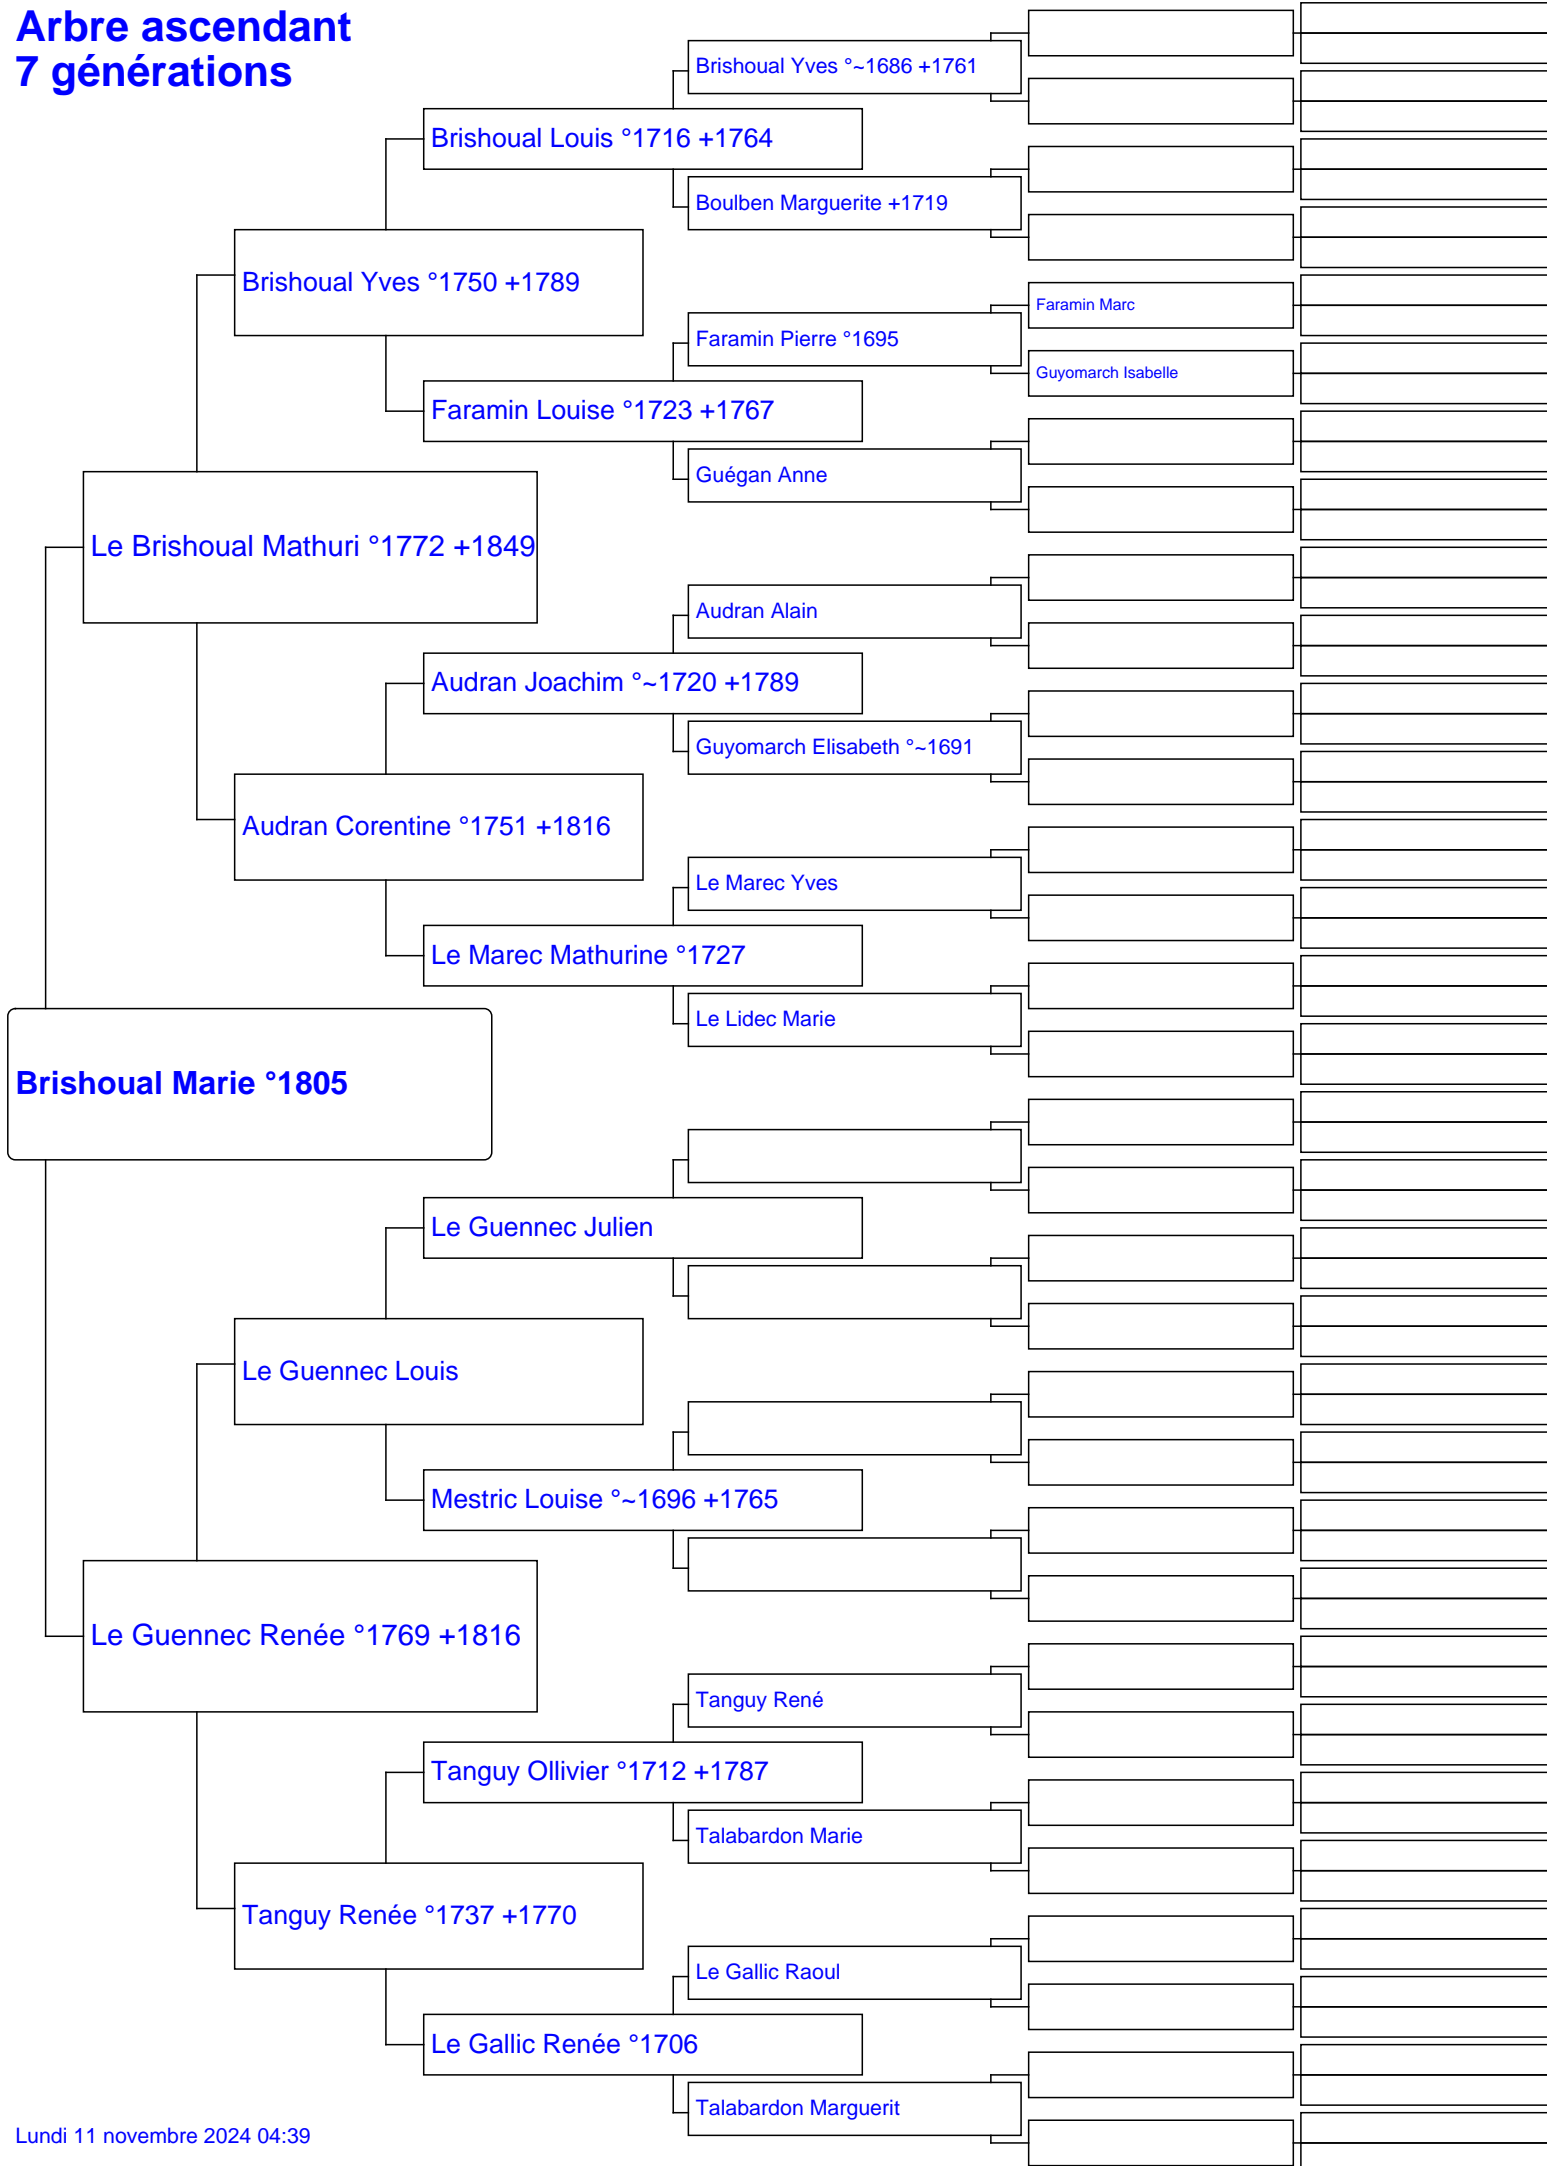 Arbre ascendant
7 générations
Brishoual Yves °~1686 +1761
Brishoual Louis °1716 +1764
Boulben Marguerite +1719
Brishoual Yves °1750 +1789
Faramin Marc
Faramin Pierre °1695
Guyomarch Isabelle
Faramin Louise °1723 +1767
Guégan Anne
Le Brishoual Mathuri °1772 +1849
Audran Alain
Audran Joachim °~1720 +1789
Guyomarch Elisabeth °~1691
Audran Corentine °1751 +1816
Le Marec Yves
Le Marec Mathurine °1727
Le Lidec Marie
Brishoual Marie °1805
Le Guennec Julien
Le Guennec Louis
Mestric Louise °~1696 +1765
Le Guennec Renée °1769 +1816
Tanguy René
Tanguy Ollivier °1712 +1787
Talabardon Marie
Tanguy Renée °1737 +1770
Le Gallic Raoul
Le Gallic Renée °1706
Talabardon Marguerit
Lundi 11 novembre 2024 04:39